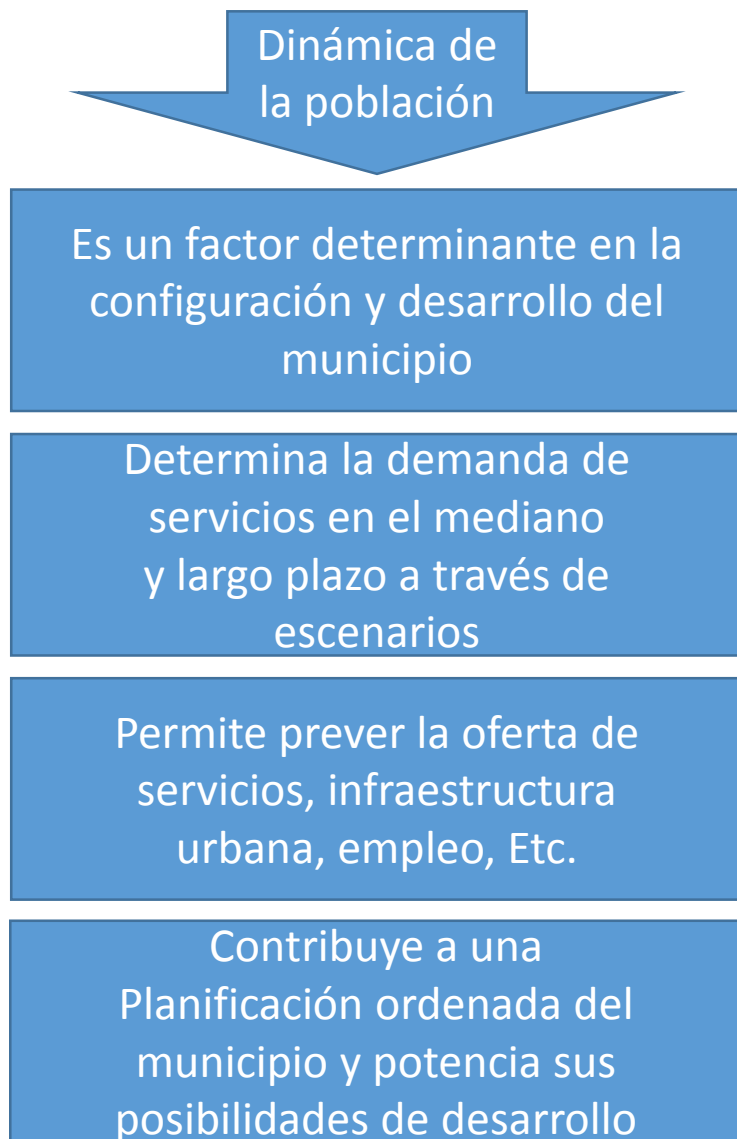 Dinámica de
la población
Es un factor determinante en la
configuración y desarrollo del
municipio
Determina la demanda de
servicios en el mediano
y largo plazo a través de
escenarios
Permite prever la oferta de
servicios, infraestructura
urbana, empleo, Etc.
Contribuye a una
Planificación ordenada del
municipio y potencia sus
posibilidades de desarrollo